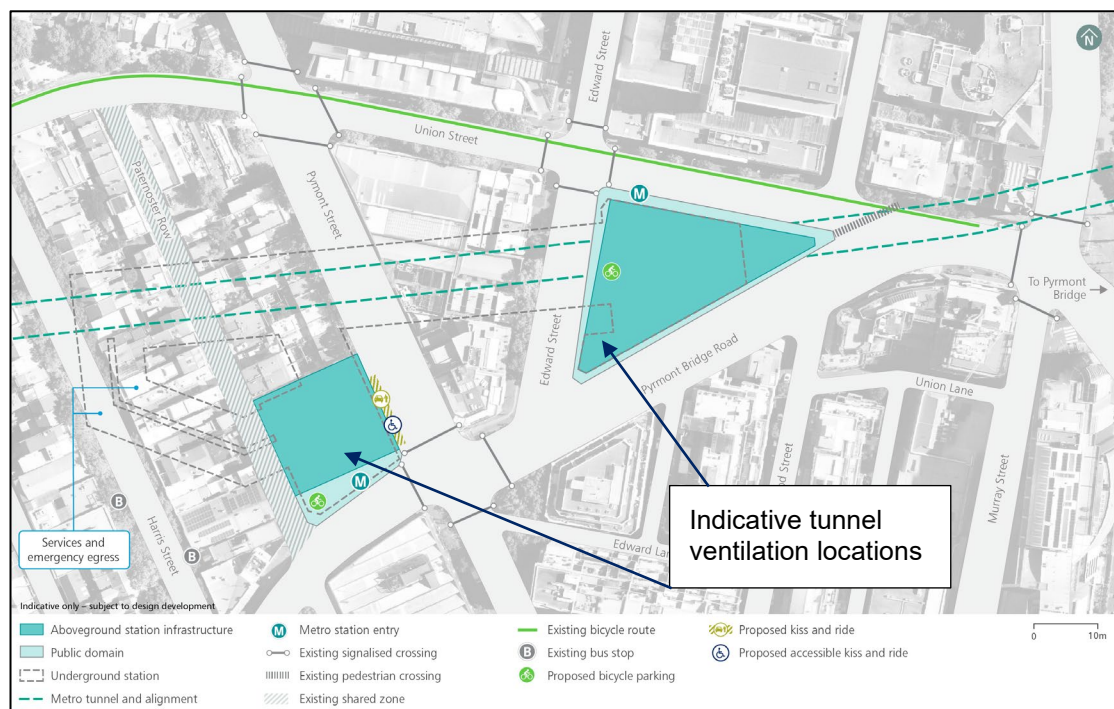 N
Edward Street
Union Street
Paternoster Row
Pyrmont Street
M
To Pyrmont
Bridge
Edward Street
Pyrmont Bridge Road
Union Lane
Murray Street
M
B
Harris Street
B
Services and
emergency egress
Street
Edward
Indicative tunnel
ventilation locations
Indicative only – subject to design development
Aboveground station infrastructure
Public domain
Underground station
Metro tunnel and alignment
M Metro station entry
Existing signalised crossing
Existing pedestrian crossing
Existing shared zone
Existing bicycle route
B Existing bus stop
Proposed bicycle parking
Proposed kiss and ride
Proposed accessible kiss and ride
0 10m